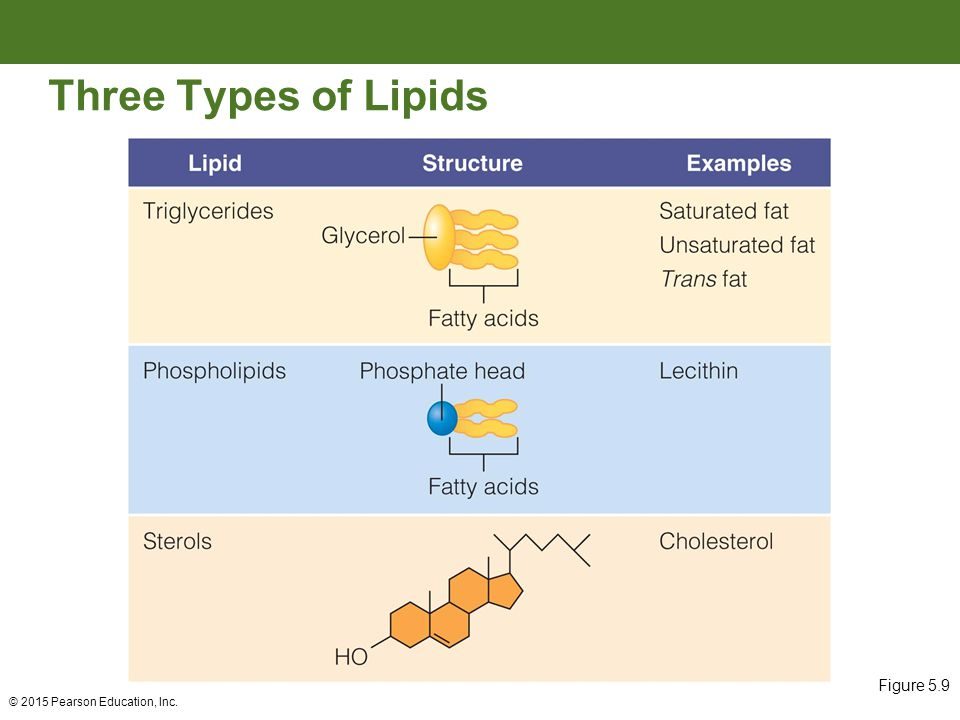 Three Types of Lipids
Lipid Structure Examples
Triglycerides
Glycerol
Fatty acids
Saturated fat
Unsaturated fat
Trans fat
Phospholipids
Phosphate head
Fatty acids
Lecithin
Sterols
HO
Cholesterol
Figure 5.9
© 2015 Pearson Education, Inc.